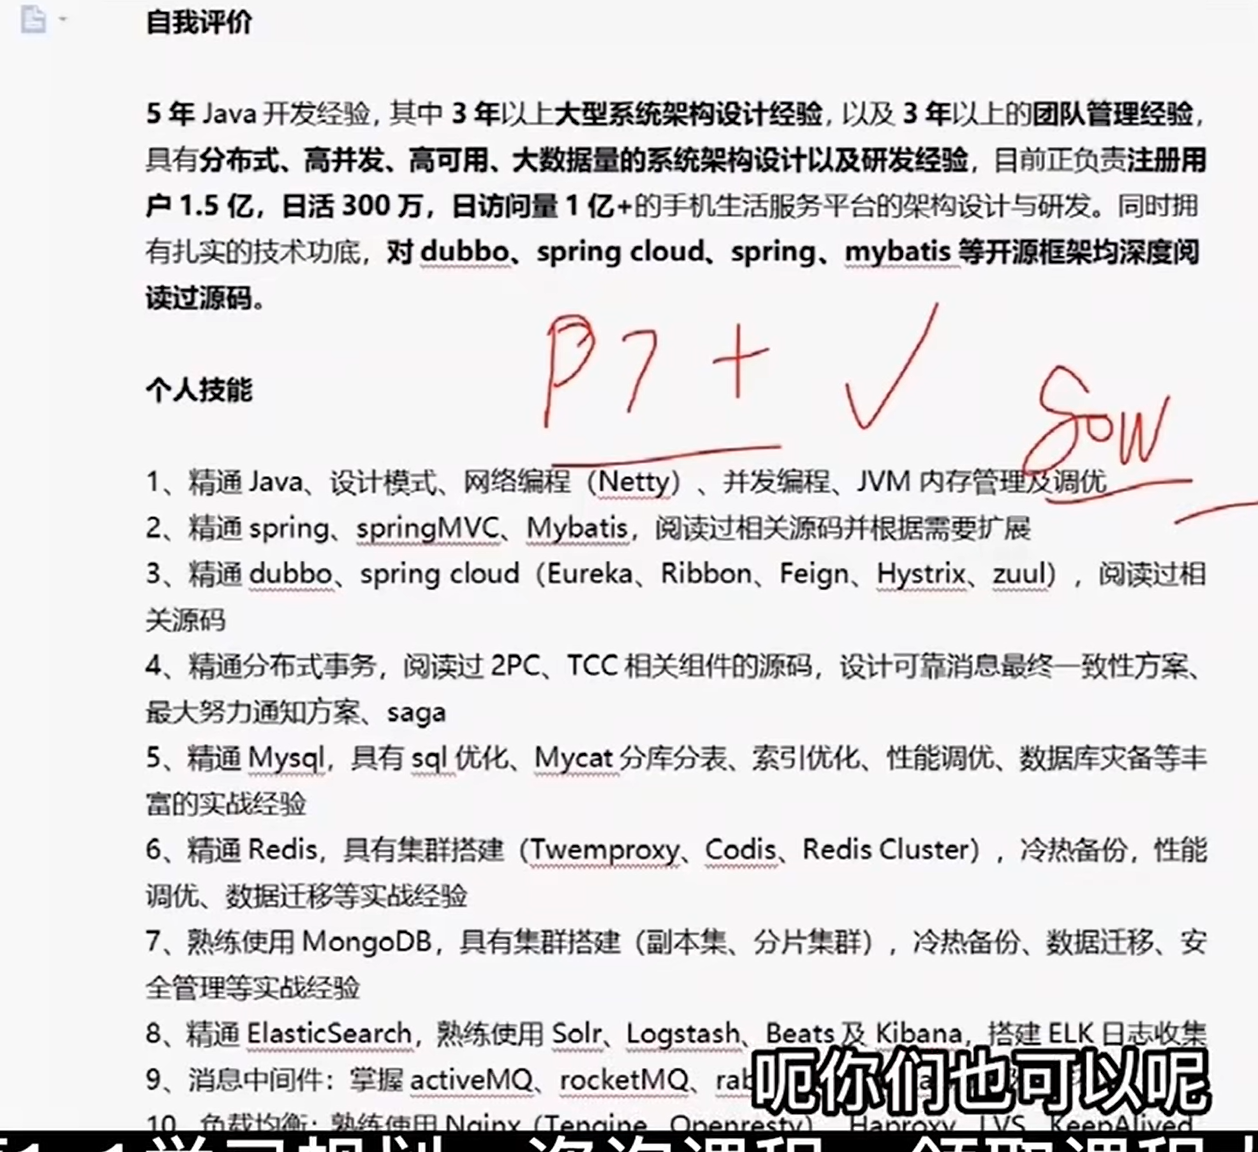 自我评价
5 年 Java 开发经验，其中 3 年以上大型系统架构设计经验，以及 3 年以上的团队管理经验，
具有分布式、高并发、高可用、大数据量的系统架构设计以及研发经验，目前正负责注册用
户 1.5 亿，日活 300 万，日访问量 1 亿+的手机生活服务平台的架构设计与研发。同时拥
有扎实的技术功底，对 dubbo、spring cloud、spring、mybatis 等开源框架均深度阅
读过源码。
P7+
50W
个人技能
1、精通 Java、设计模式、网络编程（Netty）、并发编程、JVM 内存管理及调优
2、精通 spring、springMVC、Mybatis，阅读过相关源码并根据需要扩展
3、精通 dubbo、spring cloud（Eureka、Ribbon、Feign、Hystrix、zuul），阅读过相
关源码
4、精通分布式事务，阅读过 2PC、TCC 相关组件的源码，设计可靠消息最终一致性方案、
最大努力通知方案、saga
5、精通 Mysql，具有 sql 优化、Mycat 分库分表、索引优化、性能调优、数据库灾备等丰
富的实战经验
6、精通 Redis，具有集群搭建（Twemproxy、Codis、Redis Cluster），冷热备份，性能
调优、数据迁移等实战经验
7、熟练使用 MongoDB，具有集群搭建（副本集、分片集群），冷热备份、数据迁移、安
全管理等实战经验
8、精通 ElasticSearch，熟练使用 Solr、Logstash、Beats 及 Kibana，搭建 ELK 日志收集
9、消息中间件：掌握 activeMQ、rocketMQ、
呃你们也可以呢
10、负载均衡：熟练使用 Nginx（Tengine、Openresty）、Haproxy、LVS、KeepAlived
1-1学习规划、咨询课程、领取课程